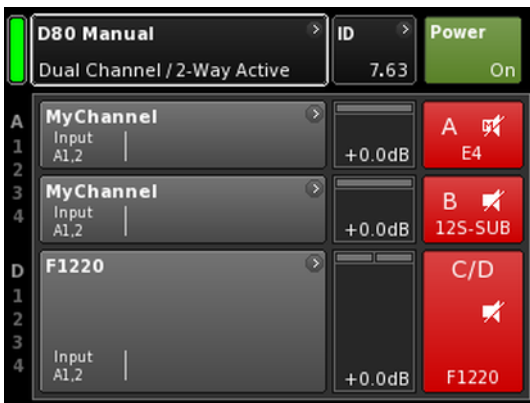 D80 Manual
Dual Channel / 2-Way Active
ID
7.63
Power
On
A
1
2
3
4
MyChannel
Input
A1,2
+0.0dB
A
E4
MyChannel
Input
A1,2
+0.0dB
B
12S-SUB
D
1
2
3
4
F1220
Input
A1,2
+0.0dB
C/D
F1220